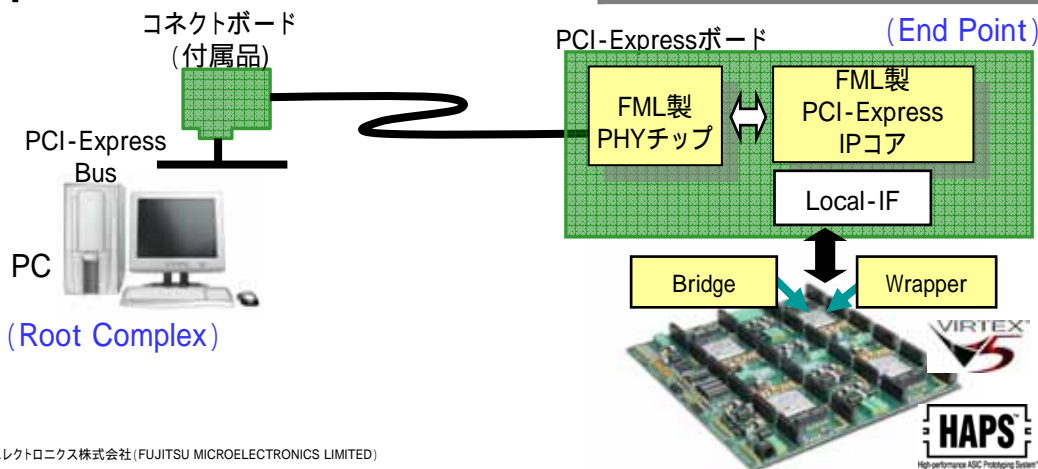 コネクトボード
(付属品)
PCI-Express
Bus
PC
(Root Complex)
PCI-Expressボード
(End Point)
FML製
PHYチップ
FML製
PCI-Express
IPコア
Local-IF
Bridge
Wrapper
VIRTEX
5
HAPS
High-performance ASIC Prototyping System
レクトロニクス株式会社(FUJITSU MICROELECTRONICS LIMITED)